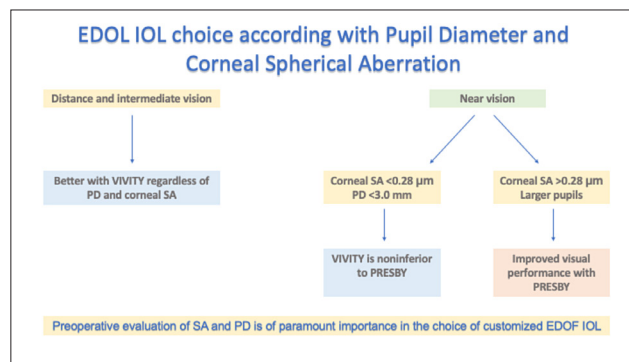 EDOL IOL choice according with Pupil Diameter and
Corneal Spherical Aberration
Distance and intermediate vision
Near vision
Better with VIVITY regardless of
PD and corneal SA
Corneal SA <0.28 µm
PD <3.0 mm
Corneal SA >0.28 µm
Larger pupils
VIVITY is noninferior
to PRESBY
Improved visual
performance with
PRESBY
Preoperative evaluation of SA and PD is of paramount importance in the choice of customized EDOF IOL